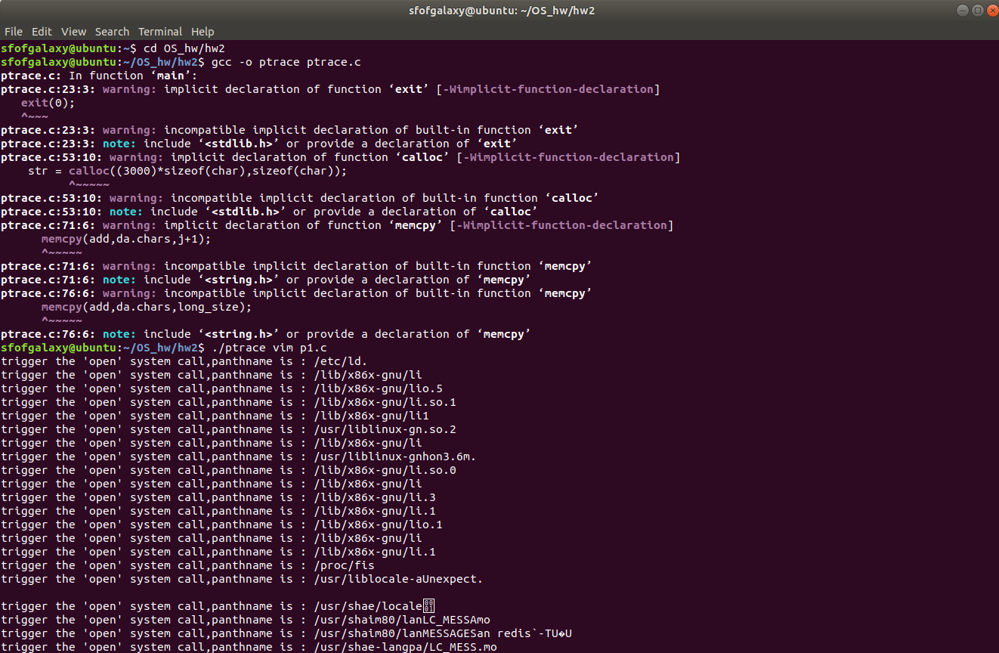 sfofgalaxy@ubuntu: ~/OS_hw/hw2
File Edit View Search Terminal Help
sfofgalaxy@ubuntu:~$ cd OS_hw/hw2
sfofgalaxy@ubuntu:~/OS_hw/hw2$ gcc -o ptrace ptrace.c
ptrace.c: In function ‘main’:
ptrace.c:23:3: warning: implicit declaration of function ‘exit’ [-Wimplicit-function-declaration]
   exit(0);
   ^~~~
ptrace.c:23:3: warning: incompatible implicit declaration of built-in function ‘exit’
ptrace.c:23:3: note: include ‘<stdlib.h>’ or provide a declaration of ‘exit’
ptrace.c:53:10: warning: implicit declaration of function ‘calloc’ [-Wimplicit-function-declaration]
    str = calloc((3000)*sizeof(char),sizeof(char));
          ^~~~~~
ptrace.c:53:10: warning: incompatible implicit declaration of built-in function ‘calloc’
ptrace.c:53:10: note: include ‘<stdlib.h>’ or provide a declaration of ‘calloc’
ptrace.c:71:6: warning: implicit declaration of function ‘memcpy’ [-Wimplicit-function-declaration]
      memcpy(add,da.chars,j+1);
      ^~~~~~
ptrace.c:71:6: warning: incompatible implicit declaration of built-in function ‘memcpy’
ptrace.c:71:6: note: include ‘<string.h>’ or provide a declaration of ‘memcpy’
ptrace.c:76:6: warning: incompatible implicit declaration of built-in function ‘memcpy’
      memcpy(add,da.chars,long_size);
      ^~~~~~
ptrace.c:76:6: note: include ‘<string.h>’ or provide a declaration of ‘memcpy’
sfofgalaxy@ubuntu:~/OS_hw/hw2$ ./ptrace vim p1.c
trigger the 'open' system call,panthname is : /etc/ld.
trigger the 'open' system call,panthname is : /lib/x86x-gnu/li
trigger the 'open' system call,panthname is : /lib/x86x-gnu/lio.5
trigger the 'open' system call,panthname is : /lib/x86x-gnu/li.so.1
trigger the 'open' system call,panthname is : /lib/x86x-gnu/li1
trigger the 'open' system call,panthname is : /usr/liblinux-gn.so.2
trigger the 'open' system call,panthname is : /lib/x86x-gnu/li
trigger the 'open' system call,panthname is : /usr/liblinux-gnhon3.6m.
trigger the 'open' system call,panthname is : /lib/x86x-gnu/li.so.0
trigger the 'open' system call,panthname is : /lib/x86x-gnu/li
trigger the 'open' system call,panthname is : /lib/x86x-gnu/li.3
trigger the 'open' system call,panthname is : /lib/x86x-gnu/li.1
trigger the 'open' system call,panthname is : /lib/x86x-gnu/lio.1
trigger the 'open' system call,panthname is : /lib/x86x-gnu/li
trigger the 'open' system call,panthname is : /lib/x86x-gnu/li.1
trigger the 'open' system call,panthname is : /proc/fis
trigger the 'open' system call,panthname is : /usr/liblocale-aUnexpect.
trigger the 'open' system call,panthname is : /usr/shae/locale
trigger the 'open' system call,panthname is : /usr/shaim80/lanLC_MESSAmo
trigger the 'open' system call,panthname is : /usr/shaim80/lanMESSAGESan redis`-TU�U
trigger the 'open' system call,panthname is : /usr/shae-langpa/LC_MESS.mo